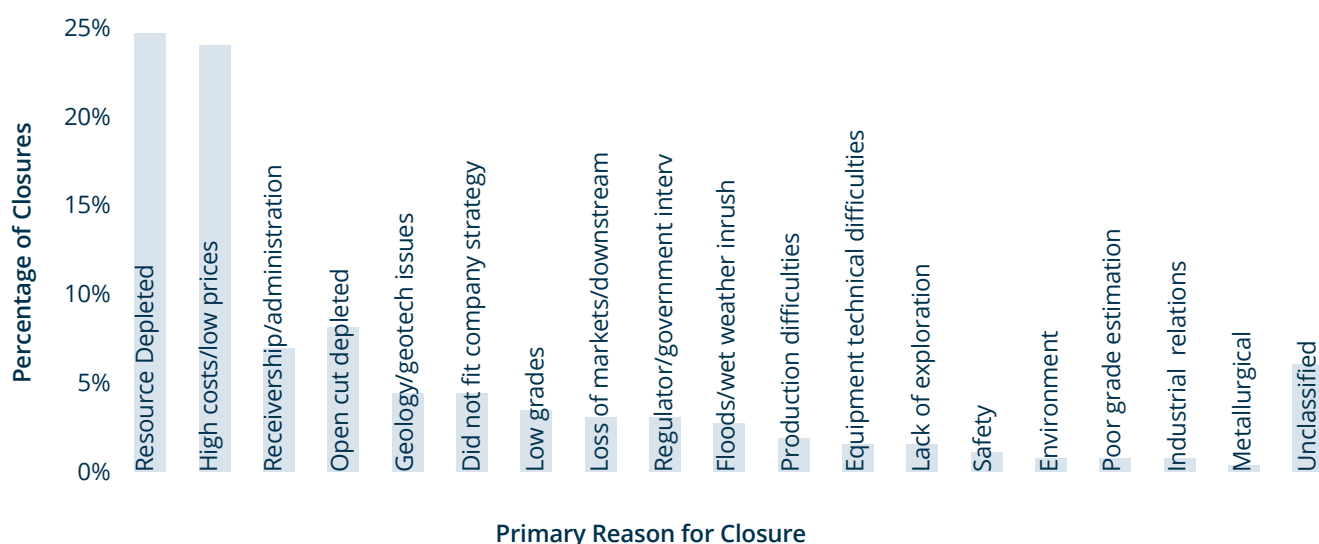 25%
20%
15%
10%
5%
0%
Percentage of Closures
Resource Depleted
High costs/low prices
Receivership/administration
Open cut depleted
Geology/geotech issues
Did not fit company strategy
Low grades
Loss of markets/downstream
Regulator/government interv
Floods/wet weather inrush
Production difficulties
Equipment technical difficulties
Lack of exploration
Safety
Environment
Poor grade estimation
Industrial relations
Metallurgical
Unclassified
Primary Reason for Closure